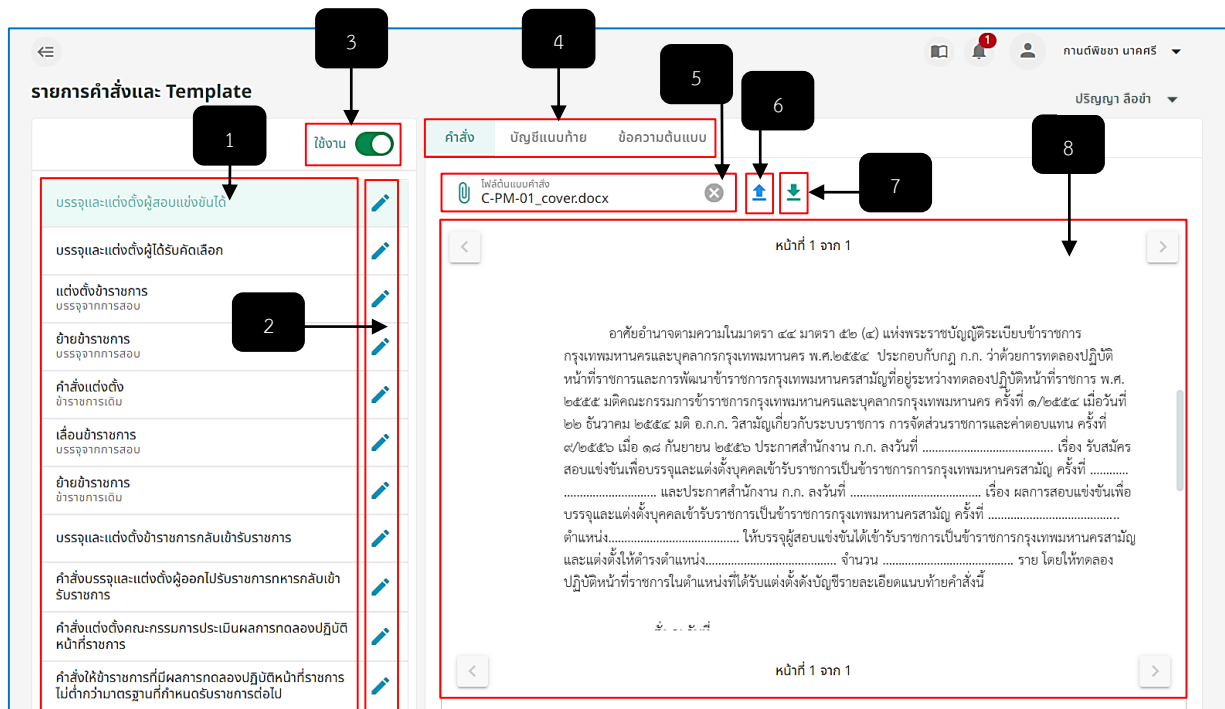 3
4
1
กานต์พิชชา นาคศรี
5
รายการคำสั่งและ Template
6
ปริญญา ลือขำ
1
ใช้งาน
คำสั่ง
บัญชีแนบท้าย
ข้อความต้นแบบ
8
7
ไฟล์ต้นแบบคำสั่ง
C-PM-01_cover.docx
บรรจุและแต่งตั้งผู้สอบแข่งขันได้
บรรจุและแต่งตั้งผู้ได้รับคัดเลือก
แต่งตั้งข้าราชการ
บรรจุจากการสอบ
2
ย้ายข้าราชการ
บรรจุจากการสอบ
คำสั่งแต่งตั้ง
ข้าราชการเดิม
เลื่อนข้าราชการ
บรรจุจากการสอบ
ย้ายข้าราชการ
ข้าราชการเดิม
บรรจุและแต่งตั้งข้าราชการกลับเข้ารับราชการ
คำสั่งบรรจุและแต่งตั้งผู้ออกไปรับราชการทหารกลับเข้า
รับราชการ
คำสั่งแต่งตั้งคณะกรรมการประเมินผลการทดลองปฏิบัติ
หน้าที่ราชการ
คำสั่งให้ข้าราชการที่มีผลการทดลองปฏิบัติหน้าที่ราชการ
ไม่ต่ำกว่ามาตรฐานที่กำหนดรับราชการต่อไป
หน้าที่ 1 จาก 1
อาศัยอำนาจตามความในมาตรา ๔๔ มาตรา ๕๒ (๔) แห่งพระราชบัญญัติระเบียบข้าราชการ
กรุงเทพมหานครและบุคลากรกรุงเทพมหานคร พ.ศ.๒๕๕๔ ประกอบกับกฎ ก.ก. ว่าด้วยการทดลองปฏิบัติ
หน้าที่ราชการและการพัฒนาข้าราชการกรุงเทพมหานครสามัญที่อยู่ระหว่างทดลองปฏิบัติหน้าที่ราชการ พ.ศ.
๒๕๕๕ มติคณะกรรมการข้าราชการกรุงเทพมหานครและบุคลากรกรุงเทพมหานคร ครั้งที่ ๑/๒๕๕๔ เมื่อวันที่
๒๒ ธันวาคม ๒๕๕๔ มติ อ.ก.ก. วิสามัญเกี่ยวกับระบบราชการ การจัดส่วนราชการและค่าตอบแทน ครั้งที่
๙/๒๕๕๖ เมื่อ ๑๘ กันยายน ๒๕๕๖ ประกาศสำนักงาน ก.ก. ลงวันที่ ....................................... เรื่อง รับสมัคร
สอบแข่งขันเพื่อบรรจุและแต่งตั้งบุคคลเข้ารับราชการเป็นข้าราชการการกรุงเทพมหานครสามัญ ครั้งที่ ............
............................ และประกาศสำนักงาน ก.ก. ลงวันที่ ....................................... เรื่อง ผลการสอบแข่งขันเพื่อ
บรรจุและแต่งตั้งบุคคลเข้ารับราชการเป็นข้าราชการกรุงเทพมหานครสามัญ ครั้งที่ .......................................
ตำแหน่ง....................................... ให้บรรจุผู้สอบแข่งขันได้เข้ารับราชการเป็นข้าราชการกรุงเทพมหานครสามัญ
และแต่งตั้งให้ดำรงตำแหน่ง....................................... จำนวน ....................................... ราย โดยให้ทดลอง
ปฏิบัติหน้าที่ราชการในตำแหน่งที่ได้รับแต่งตั้งดังบัญชีรายละเอียดแนบท้ายคำสั่งนี้
หน้าที่ 1 จาก 1